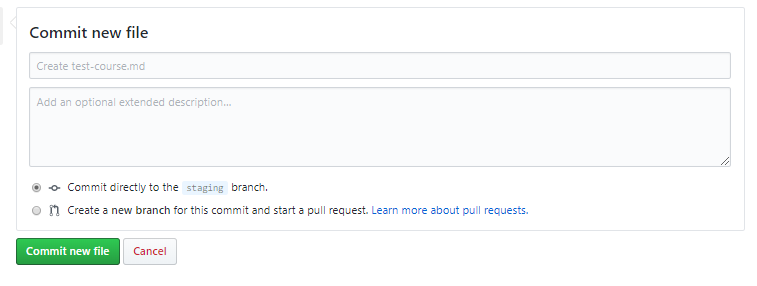 Commit new file
Create test-course.md
Add an optional extended description...
Commit directly to the staging branch.
Create a new branch for this commit and start a pull request. Learn more about pull requests.
Commit new file
Cancel